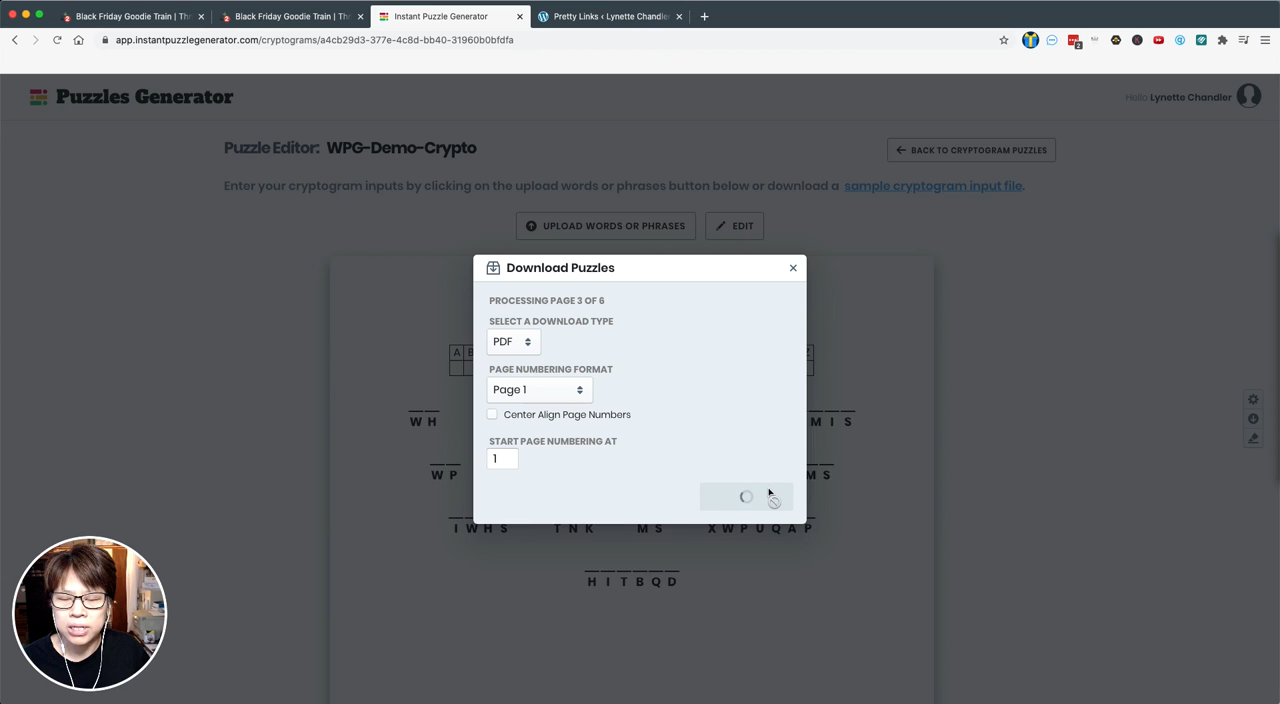 Black Friday Goodie Train | Thr
Black Friday Goodie Train | Thr
Instant Puzzle Generator
Pretty Links ‹ Lynette Chandler
app.instantpuzzlegenerator.com/cryptograms/a4cb29d3-377e-4c8d-bb40-31960b0bfdfa
2
Puzzles Generator
Hello Lynette Chandler
Puzzle Editor: WPG-Demo-Crypto
BACK TO CRYPTOGRAM PUZZLES
Enter your cryptogram inputs by clicking on the upload words or phrases button below or download a sample cryptogram input file.
UPLOAD WORDS OR PHRASES
EDIT
Download Puzzles
PROCESSING PAGE 3 OF 6
SELECT A DOWNLOAD TYPE
PDF
PAGE NUMBERING FORMAT
Page 1
Center Align Page Numbers
START PAGE NUMBERING AT
1
A
W H
M I S
W P
M S
I W H S T N K M S X W P U Q A P
H I T B Q D